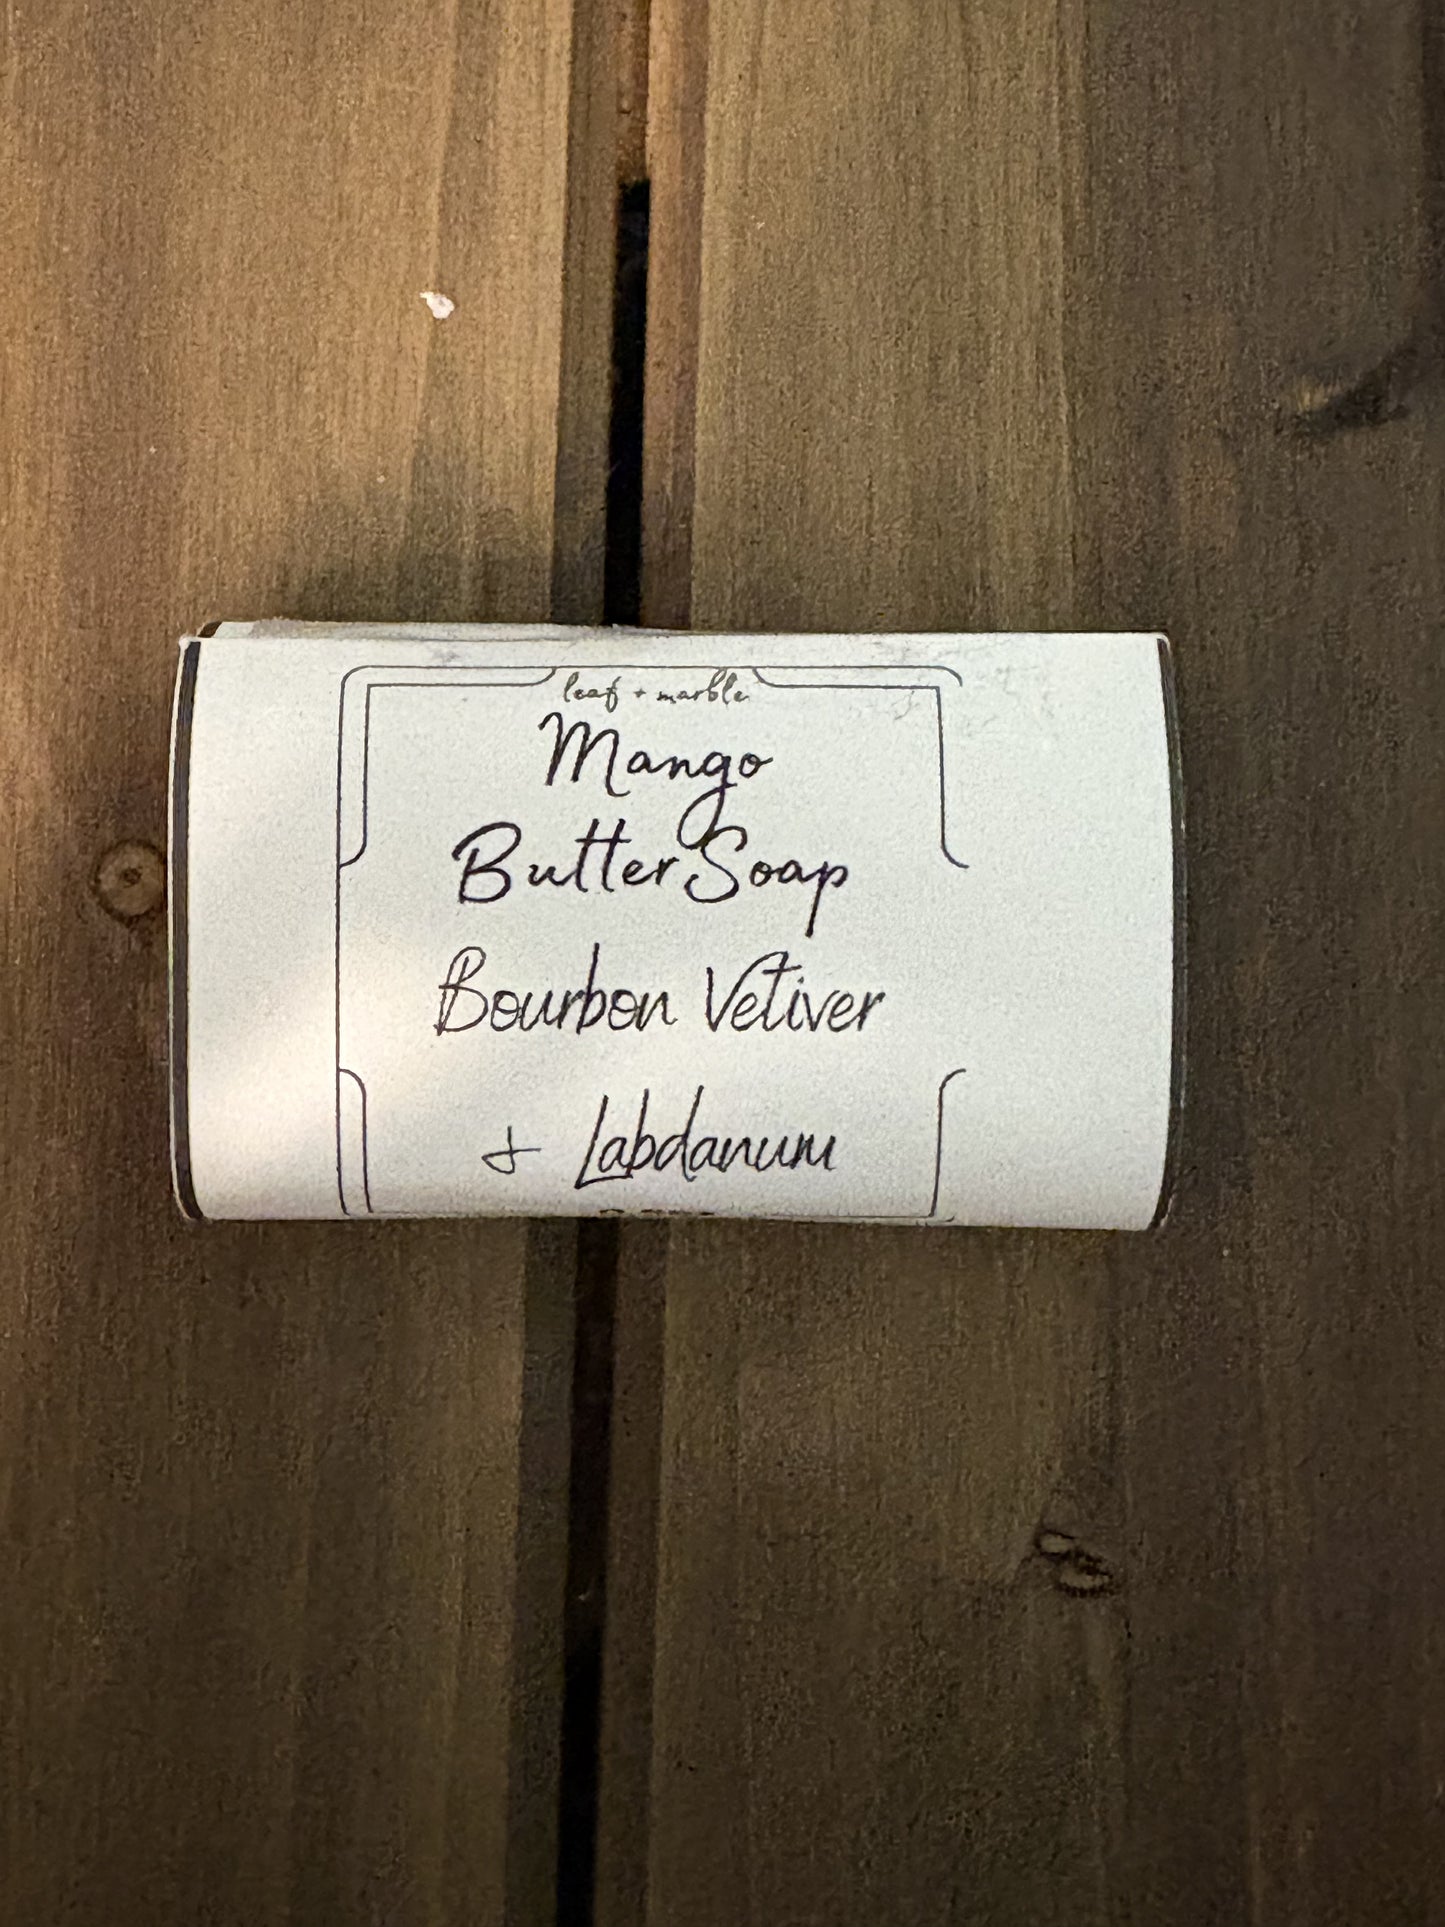 leaf + marble
Mango
Butter Soap
Bourbon Vetiver
+ Labdanum